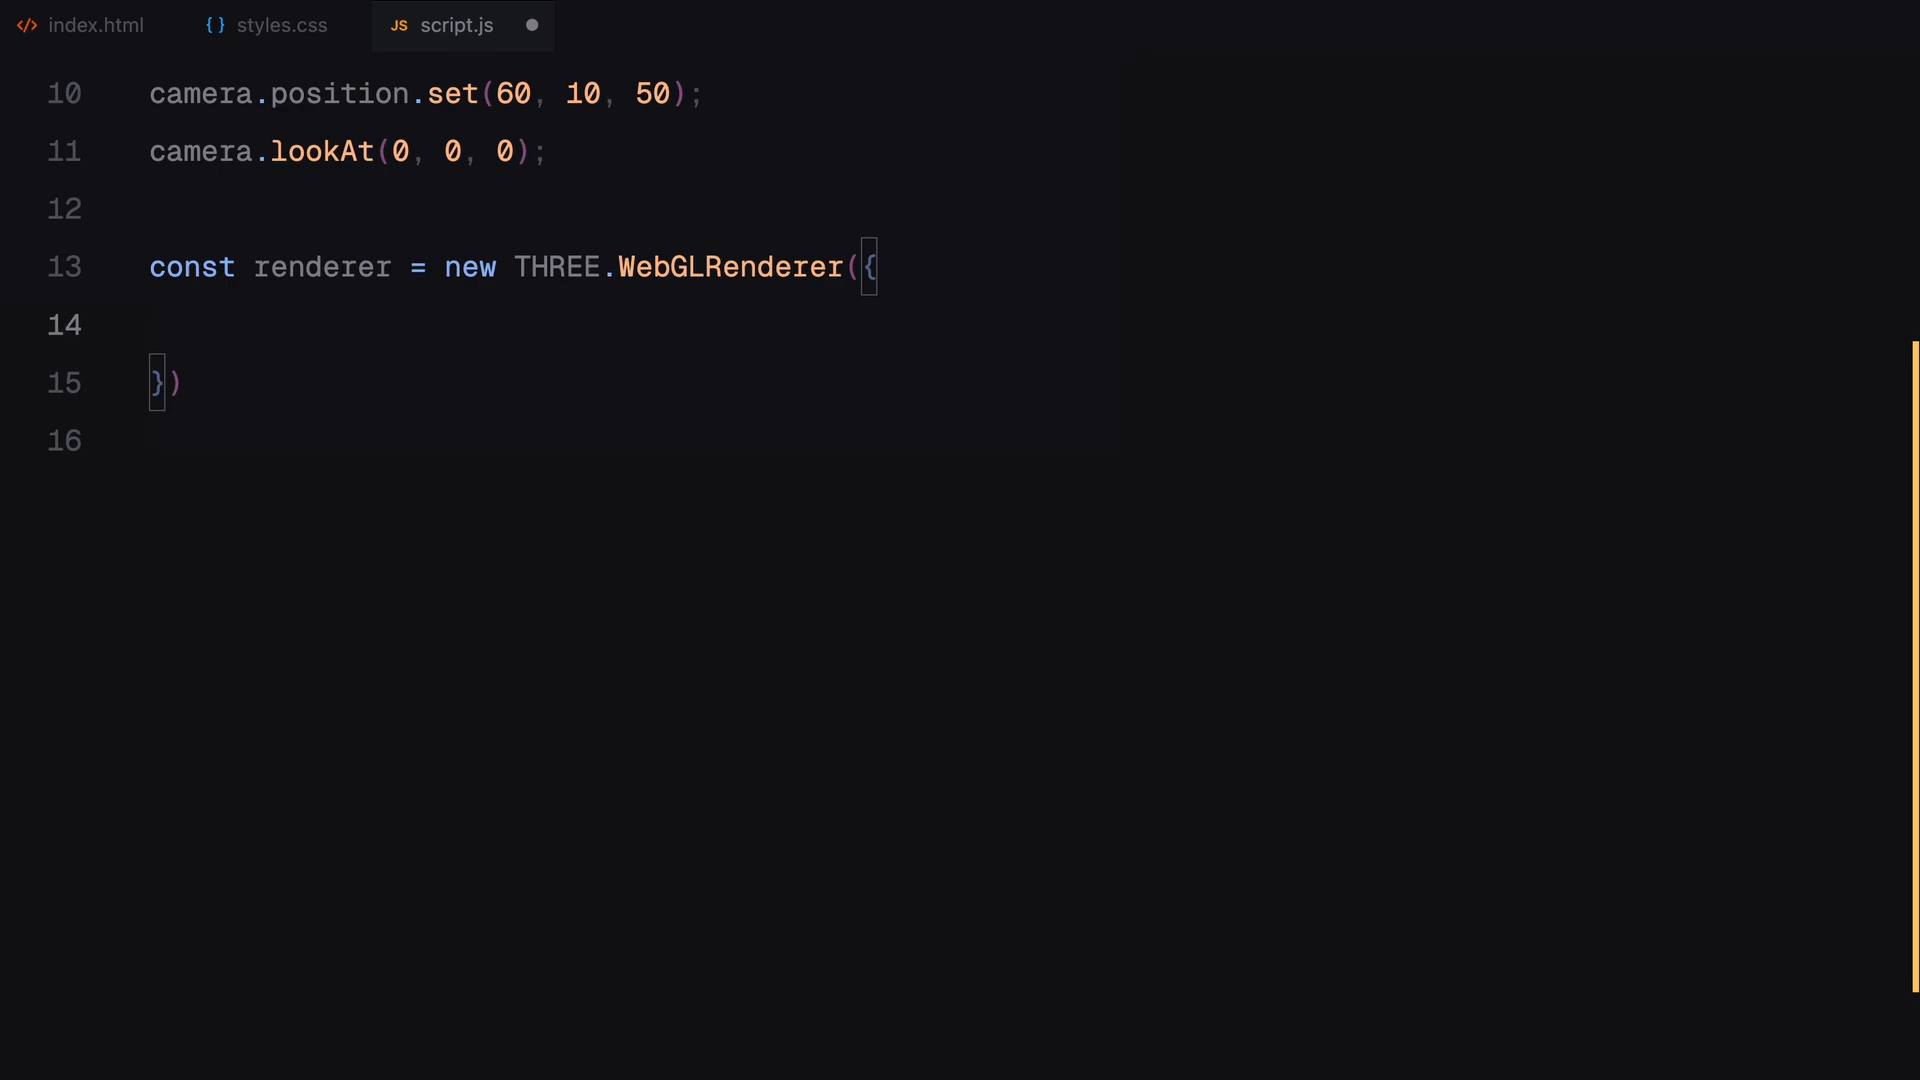 </> index.html {} styles.css JS script.js
10 camera.position.set(60, 10, 50);
11 camera.lookAt(0, 0, 0);
12
13 const renderer = new THREE.WebGLRenderer({
14
15 })
16